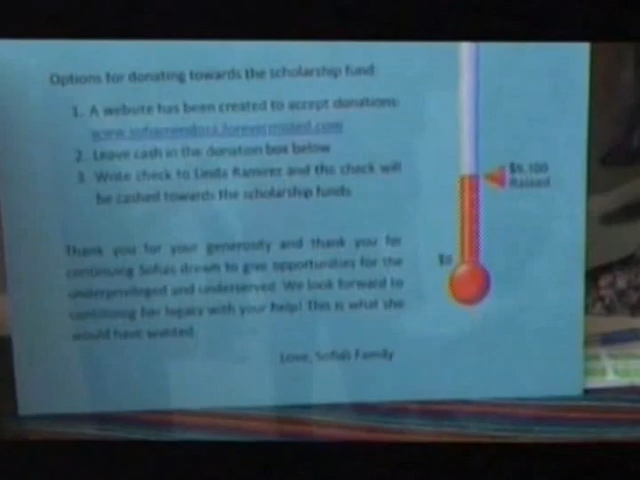 Options for donating towards the scholarship fund
1. A website has been created to accept donations:
2. Leave cash in the donation box below
3. Write check to Linda Ramirez and the check will
be cashed towards the scholarship funds
Thank you for your generosity and thank you for
continuing Sofia's dream to give opportunities for the
underprivileged and underserved. We look forward to
continuing her legacy with your help! This is what she
would have wanted.
Love, Sofia's Family
Raised
$0